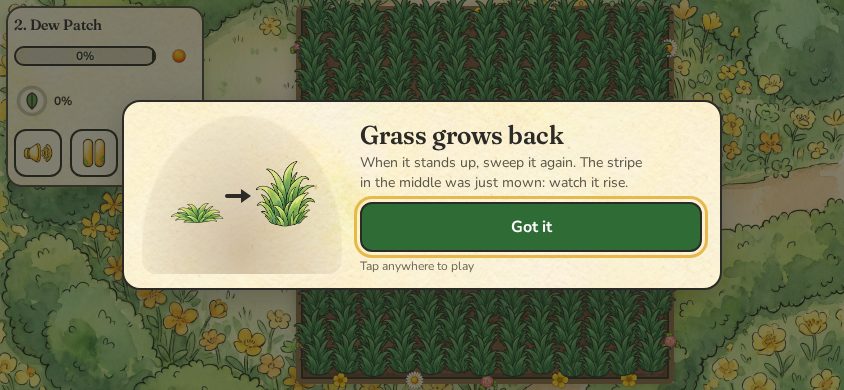 2. Dew Patch
0%
0%
Grass grows back
When it stands up, sweep it again. The stripe
in the middle was just mown: watch it rise.
Got it
Tap anywhere to play